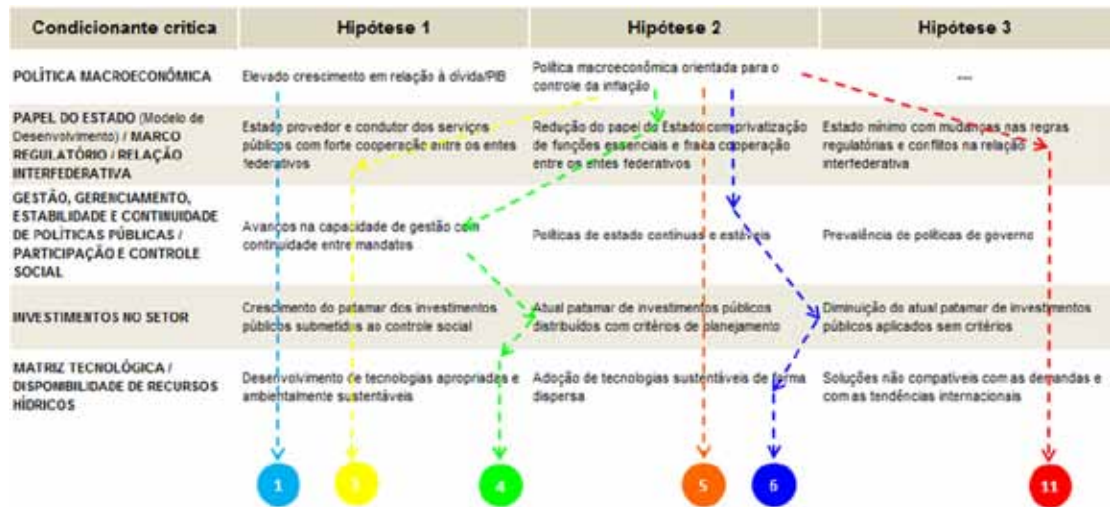 Condicionante crítica
Hipótese 1
Hipótese 2
Hipótese 3
POLÍTICA MACROECONÔMICA
Elevado crescimento em relação à dívida/PIB
Política macroeconômica orientada para o
controle da inflação
---
PAPEL DO ESTADO (Modelo de
Desenvolvimento) / MARCO
REGULATÓRIO / RELAÇÃO
INTERFEDERATIVA
Estado provedor e condutor dos serviços
públicos com forte cooperação entre os entes
federativos
Redução do papel do Estado com privatização
de funções essenciais e fraca cooperação
entre os entes federativos
Estado mínimo com mudanças nas regras
regulatórias e conflitos na relação
interfederativa
GESTÃO, GERENCIAMENTO,
ESTABILIDADE E CONTINUIDADE
DE POLÍTICAS PÚBLICAS /
PARTICIPAÇÃO E CONTROLE
SOCIAL
Avanços na capacidade de gestão com
continuidade entre mandatos
Políticas de estado contínuas e estáveis
Prevalência de políticas de governo
INVESTIMENTOS NO SETOR
Crescimento do patamar dos investimentos
públicos submetidos ao controle social
Atual patamar de investimentos públicos
distribuídos com critérios de planejamento
Diminuição do atual patamar de investimentos
públicos aplicados sem critérios
MATRIZ TECNOLÓGICA /
DISPONIBILIDADE DE RECURSOS
HÍDRICOS
Desenvolvimento de tecnologias apropriadas e
ambientalmente sustentáveis
Adoção de tecnologias sustentáveis de forma
dispersa
Soluções não compatíveis com as demandas e
com as tendências internacionais
1
4
5
6
11